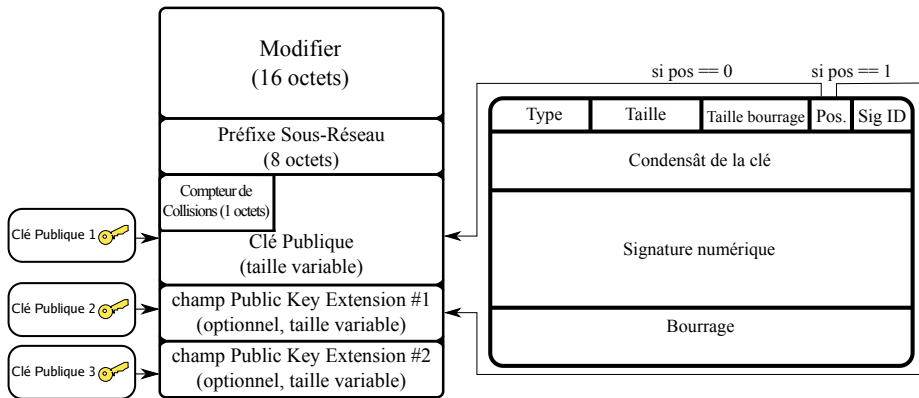 Modifier
(16 octets)
Préfixe Sous-Réseau
(8 octets)
Compteur de
Collisions (1 octets)
Clé Publique
(taille variable)
champ Public Key Extension #1
(optionnel, taille variable)
champ Public Key Extension #2
(optionnel, taille variable)
Clé Publique 1
Clé Publique 2
Clé Publique 3
si pos == 0
si pos == 1
Type
Taille
Taille bourrage
Pos.
Sig ID
Condensât de la clé
Signature numérique
Bourrage